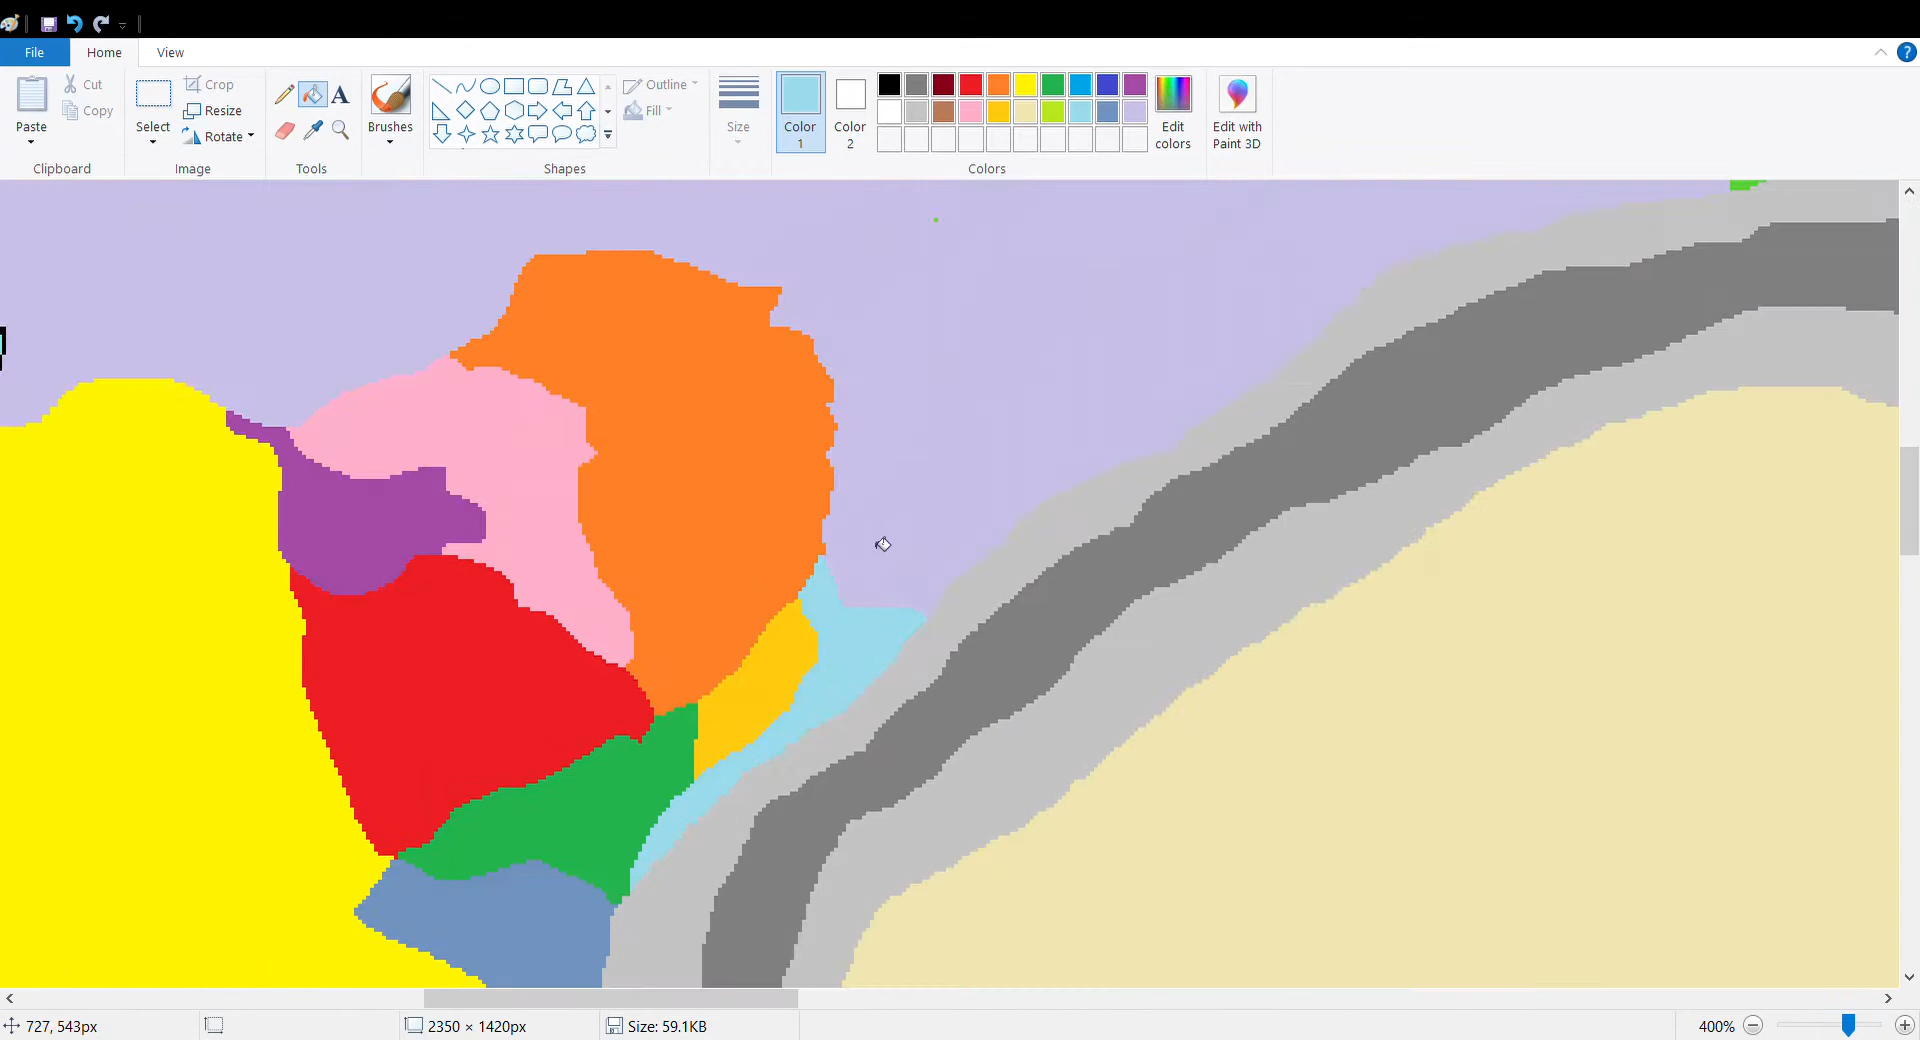 File Home View ?
Cut Crop A Outline
Copy Resize Fill
Paste Select Rotate Brushes Size Color 1 Color 2 Edit colors Edit with Paint 3D
Clipboard Image Tools Shapes Colors
727, 543px 2350 × 1420px Size: 59.1KB 400%